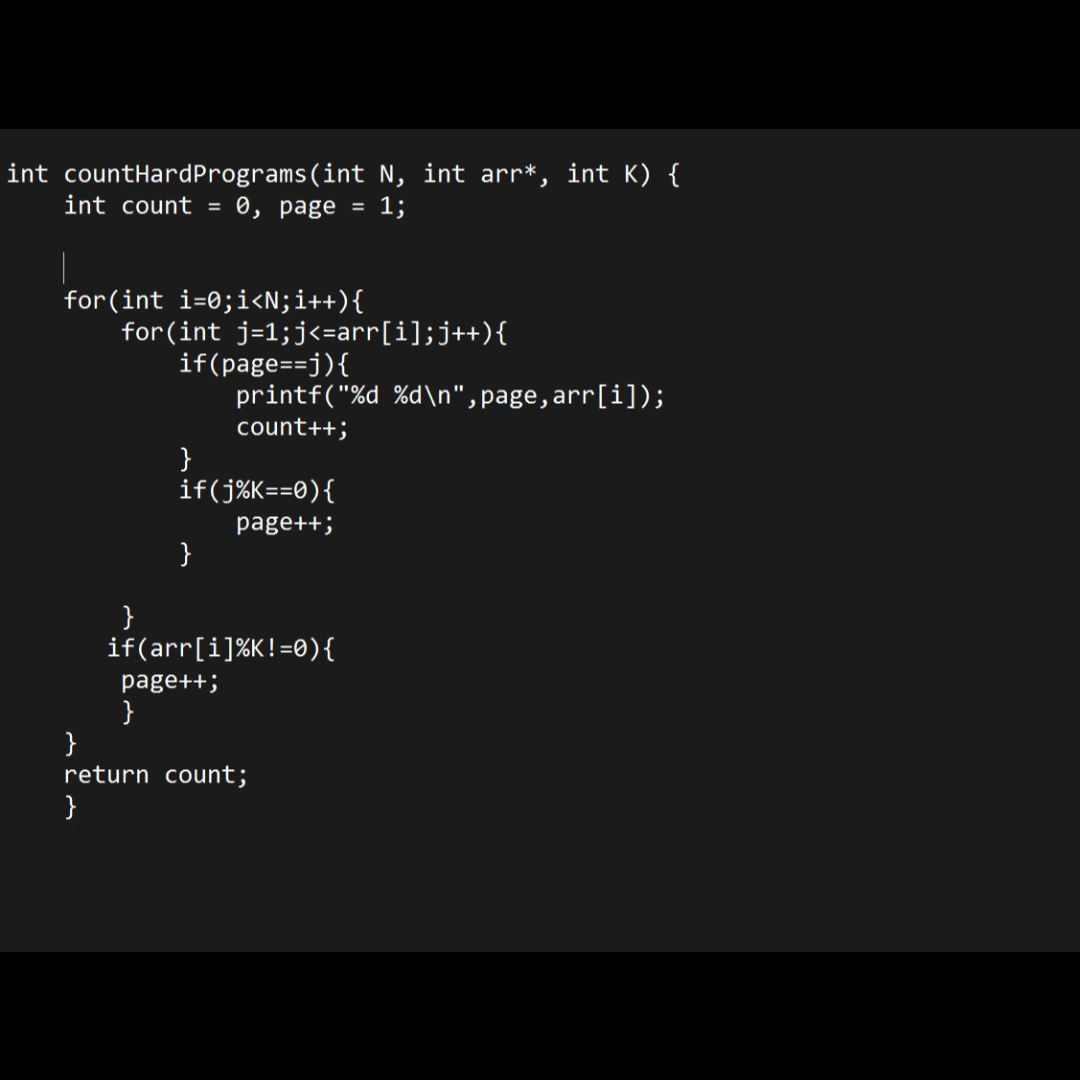 int countHardPrograms(int N, int arr*, int K) {
    int count = 0, page = 1;
    for(int i=0;i<N;i++){
        for(int j=1;j<=arr[i];j++){
            if(page==j){
                printf("%d %d\n",page,arr[i]);
                count++;
            }
            if(j%K==0){
                page++;
            }
        }
       if(arr[i]%K!=0){
        page++;
        }
    }
    return count;
    }